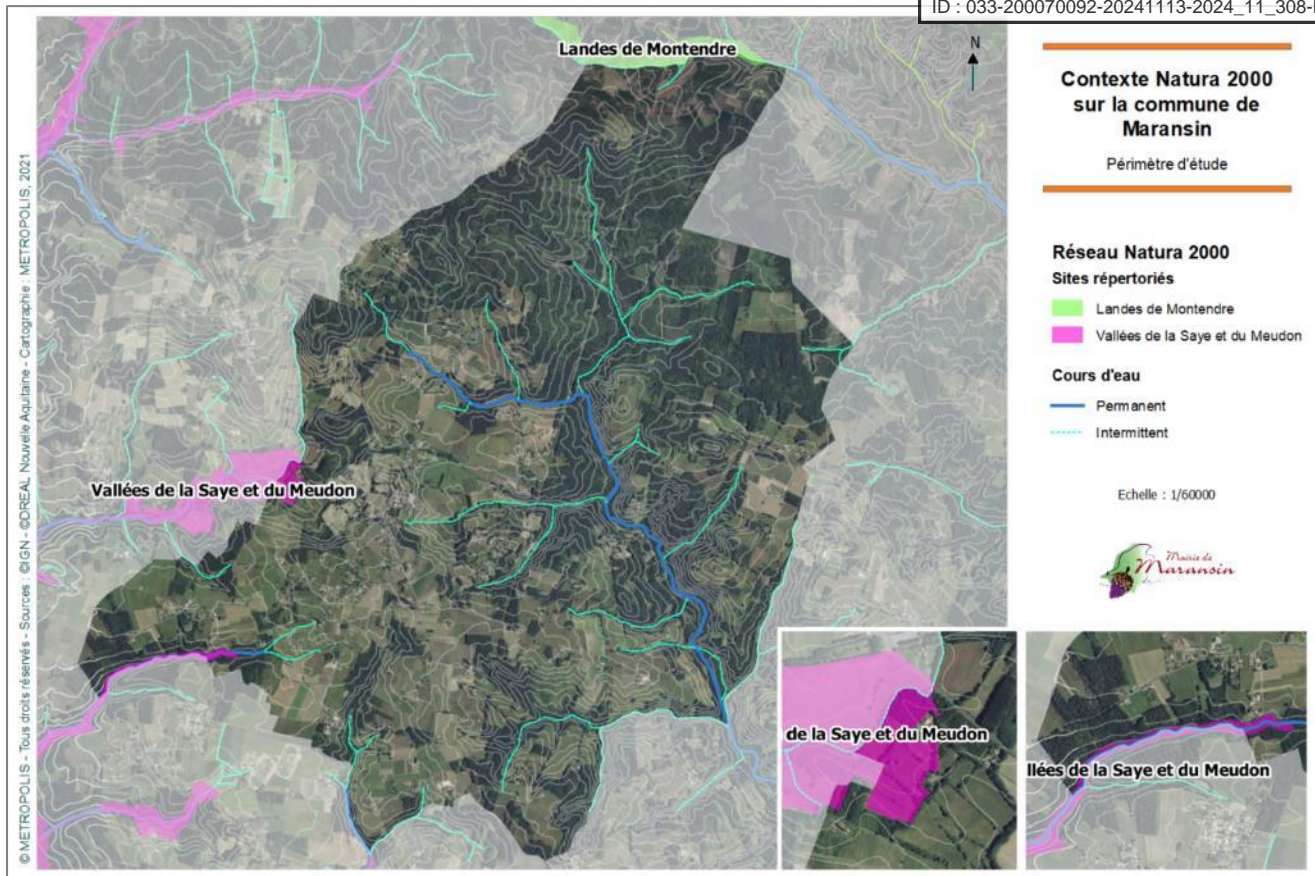 ID : 033-200070092-20241113-2024_11_308-
Landes de Montendre
N
Vallées de la Saye et du Meudon
de la Saye et du Meudon
llées de la Saye et du Meudon
© METROPOLIS - Tous droits réservés - Sources : ©IGN - ©DREAL Nouvelle Aquitaine - Cartographie : METROPOLIS, 2021
Contexte Natura 2000
sur la commune de
Maransin
Périmètre d'étude
Réseau Natura 2000
Sites répertoriés
Landes de Montendre
Vallées de la Saye et du Meudon
Cours d'eau
Permanent
Intermittent
Echelle : 1/60000
Mairie de
Maransin